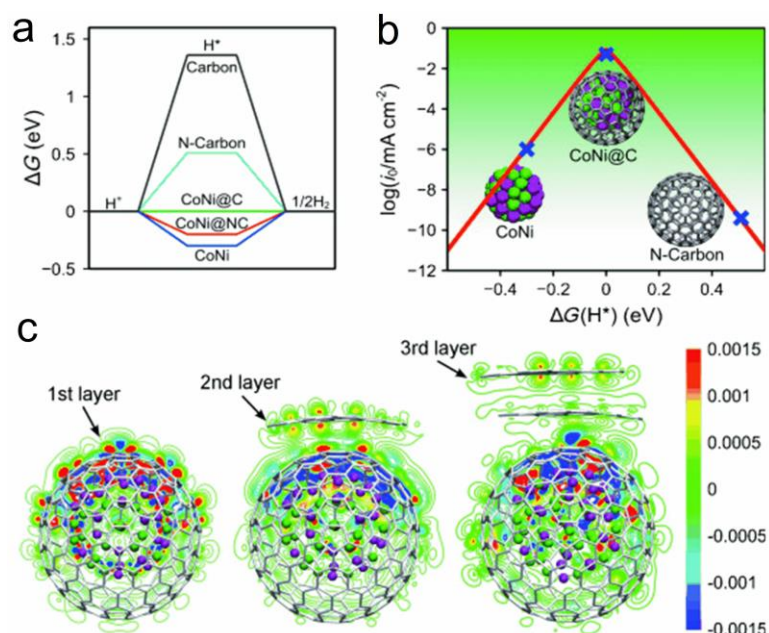 a
1.5
1.0
0.5
0
−0.5
ΔG (eV)
H*
Carbon
N-Carbon
CoNi@C
H⁺
1/2H₂
CoNi@NC
CoNi
b
0
−2
−4
−6
−8
−10
−12
log(i₀/mA cm⁻²)
CoNi@C
CoNi
N-Carbon
−0.4 −0.2 0 0.2 0.4
ΔG(H*) (eV)
c
1st layer
2nd layer
3rd layer
0.0015
0.001
0.0005
0
-0.0005
-0.001
-0.0015